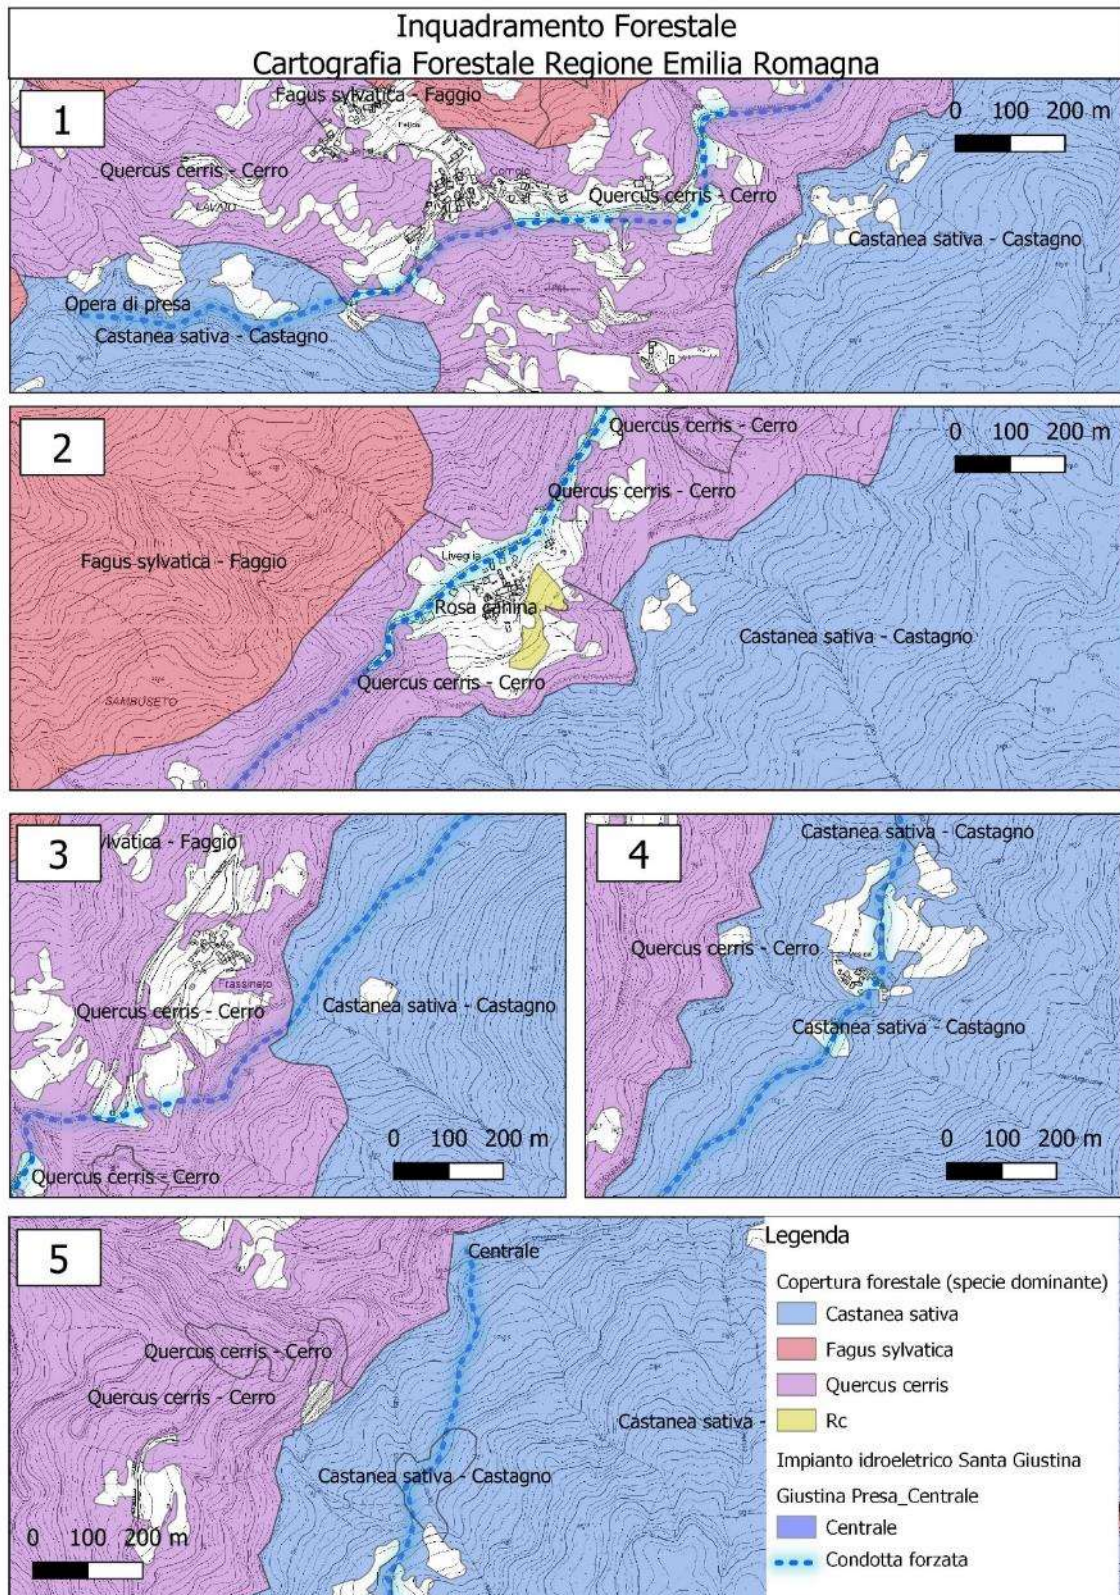 Inquadramento Forestale
Cartografia Forestale Regione Emilia Romagna
1
Fagus sylvatica - Faggio
0 100 200 m
Quercus cerris - Cerro
Quercus cerris - Cerro
Castanea sativa - Castagno
Opera di presa
Castanea sativa - Castagno
2
Quercus cerris - Cerro
0 100 200 m
Quercus cerris - Cerro
Liveglia
Fagus sylvatica - Faggio
Rosa canina
Castanea sativa - Castagno
Quercus cerris - Cerro
SAMBUSETO
3
lvatica - Faggio
Frassineto
Quercus cerris - Cerro
Castanea sativa - Castagno
0 100 200 m
Quercus cerris - Cerro
4
Castanea sativa - Castagno
Quercus cerris - Cerro
Castanea sativa - Castagno
0 100 200 m
5
Centrale
Quercus cerris - Cerro
Quercus cerris - Cerro
Castanea sativa -
Castanea sativa - Castagno
0 100 200 m
Legenda
Copertura forestale (specie dominante)
Castanea sativa
Fagus sylvatica
Quercus cerris
Rc
Impianto idroeletrico Santa Giustina
Giustina Presa_Centrale
Centrale
Condotta forzata